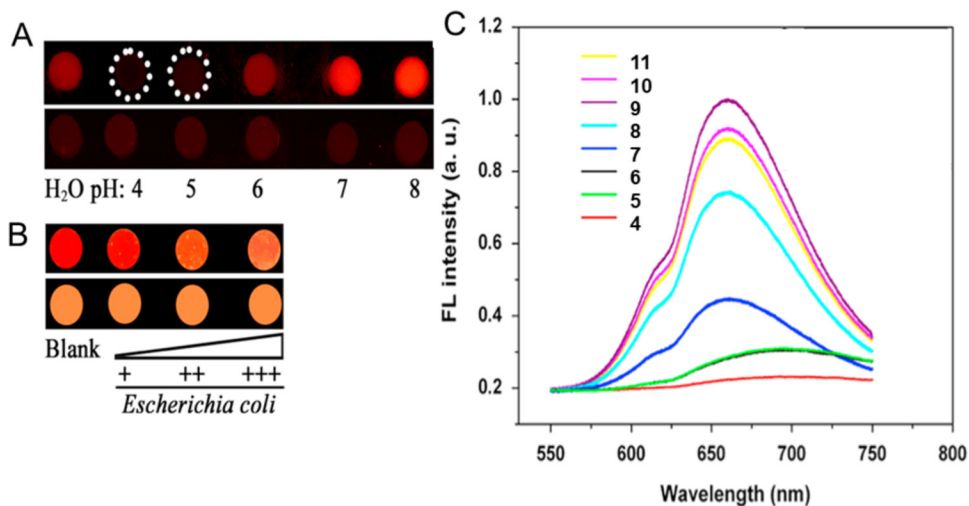 A
H₂O pH: 4 5 6 7 8
B
Blank
+ ++ +++
Escherichia coli
C
1.2
1.0
0.8
0.6
0.4
0.2
FL intensity (a. u.)
11
10
9
8
7
6
5
4
550 600 650 700 750 800
Wavelength (nm)